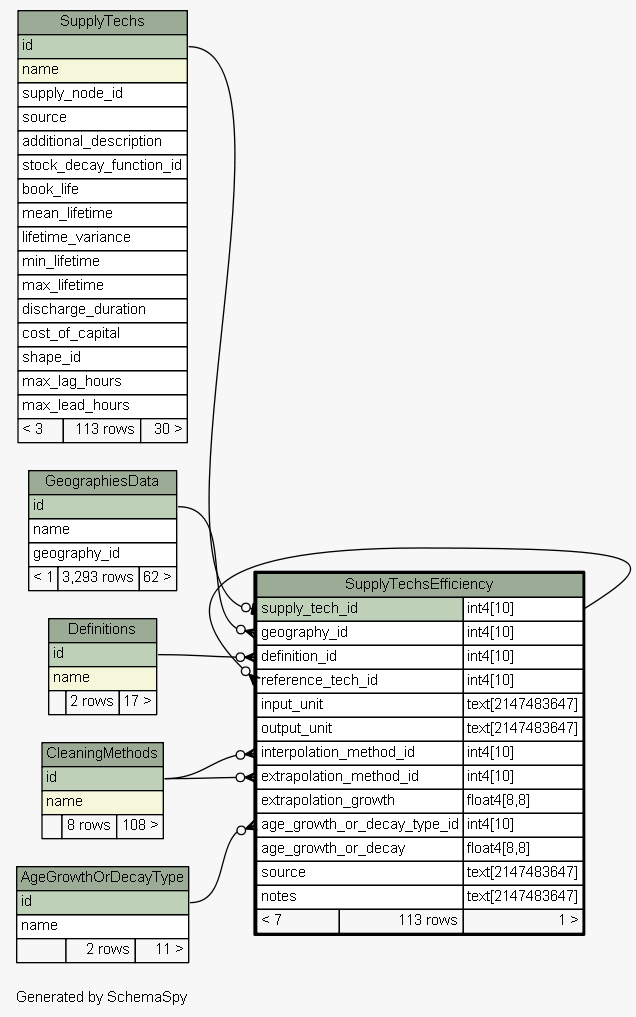 SupplyTechs
id
name
supply_node_id
source
additional_description
stock_decay_function_id
book_life
mean_lifetime
lifetime_variance
min_lifetime
max_lifetime
discharge_duration
cost_of_capital
shape_id
max_lag_hours
max_lead_hours
< 3 113 rows 30 >
GeographiesData
id
name
geography_id
< 1 3,293 rows 62 >
Definitions
id
name
2 rows 17 >
CleaningMethods
id
name
8 rows 108 >
AgeGrowthOrDecayType
id
name
2 rows 11 >
SupplyTechsEfficiency
supply_tech_id int4[10]
geography_id int4[10]
definition_id int4[10]
reference_tech_id int4[10]
input_unit text[2147483647]
output_unit text[2147483647]
interpolation_method_id int4[10]
extrapolation_method_id int4[10]
extrapolation_growth float4[8,8]
age_growth_or_decay_type_id int4[10]
age_growth_or_decay float4[8,8]
source text[2147483647]
notes text[2147483647]
< 7 113 rows 1 >
Generated by SchemaSpy